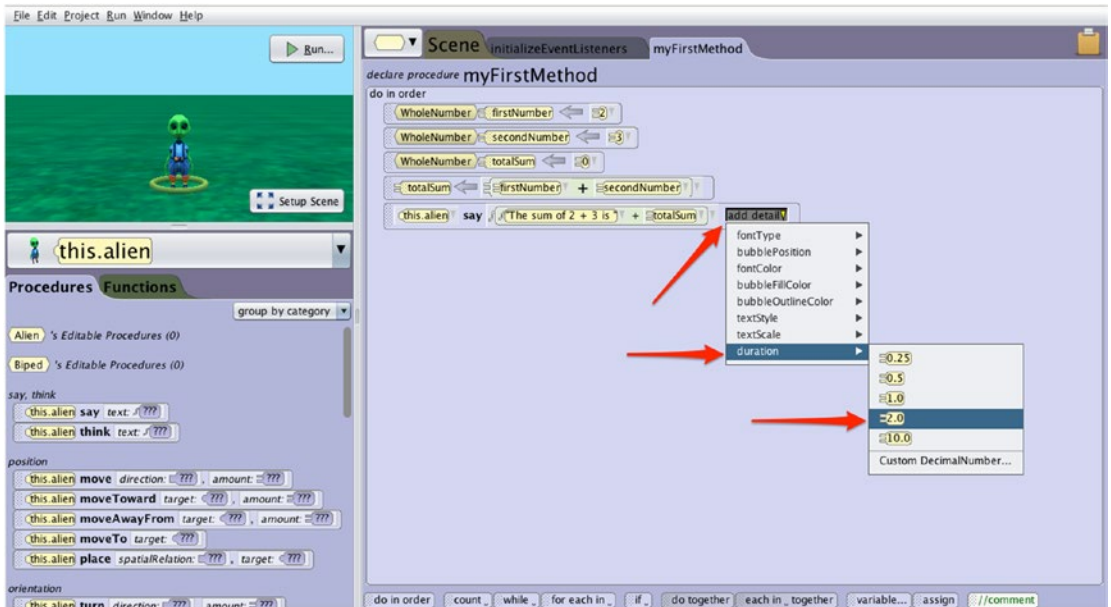 File Edit Project Run Window Help
Run...
Setup Scene
this.alien
Procedures Functions
group by category
Alien 's Editable Procedures (0)
Biped 's Editable Procedures (0)
say, think
this.alien say text: ???
this.alien think text: ???
position
this.alien move direction: ??? , amount: ???
this.alien moveToward target: ??? , amount: ???
this.alien moveAwayFrom target: ??? , amount: ???
this.alien moveTo target: ???
this.alien place spatialRelation: ??? , target: ???
orientation
this.alien turn direction: ??? amount: ???
Scene initializeEventListeners myFirstMethod
declare procedure myFirstMethod
do in order
WholeNumber firstNumber 2
WholeNumber secondNumber 3
WholeNumber totalSum 0
totalSum firstNumber + secondNumber
this.alien say "The sum of 2 + 3 is " + totalSum add detail
fontType
bubblePosition
fontColor
bubbleFillColor
bubbleOutlineColor
textStyle
textScale
duration
0.25
0.5
1.0
2.0
10.0
Custom DecimalNumber...
do in order count _ while _ for each in _ if _ do together each in _ together variable... assign //comment